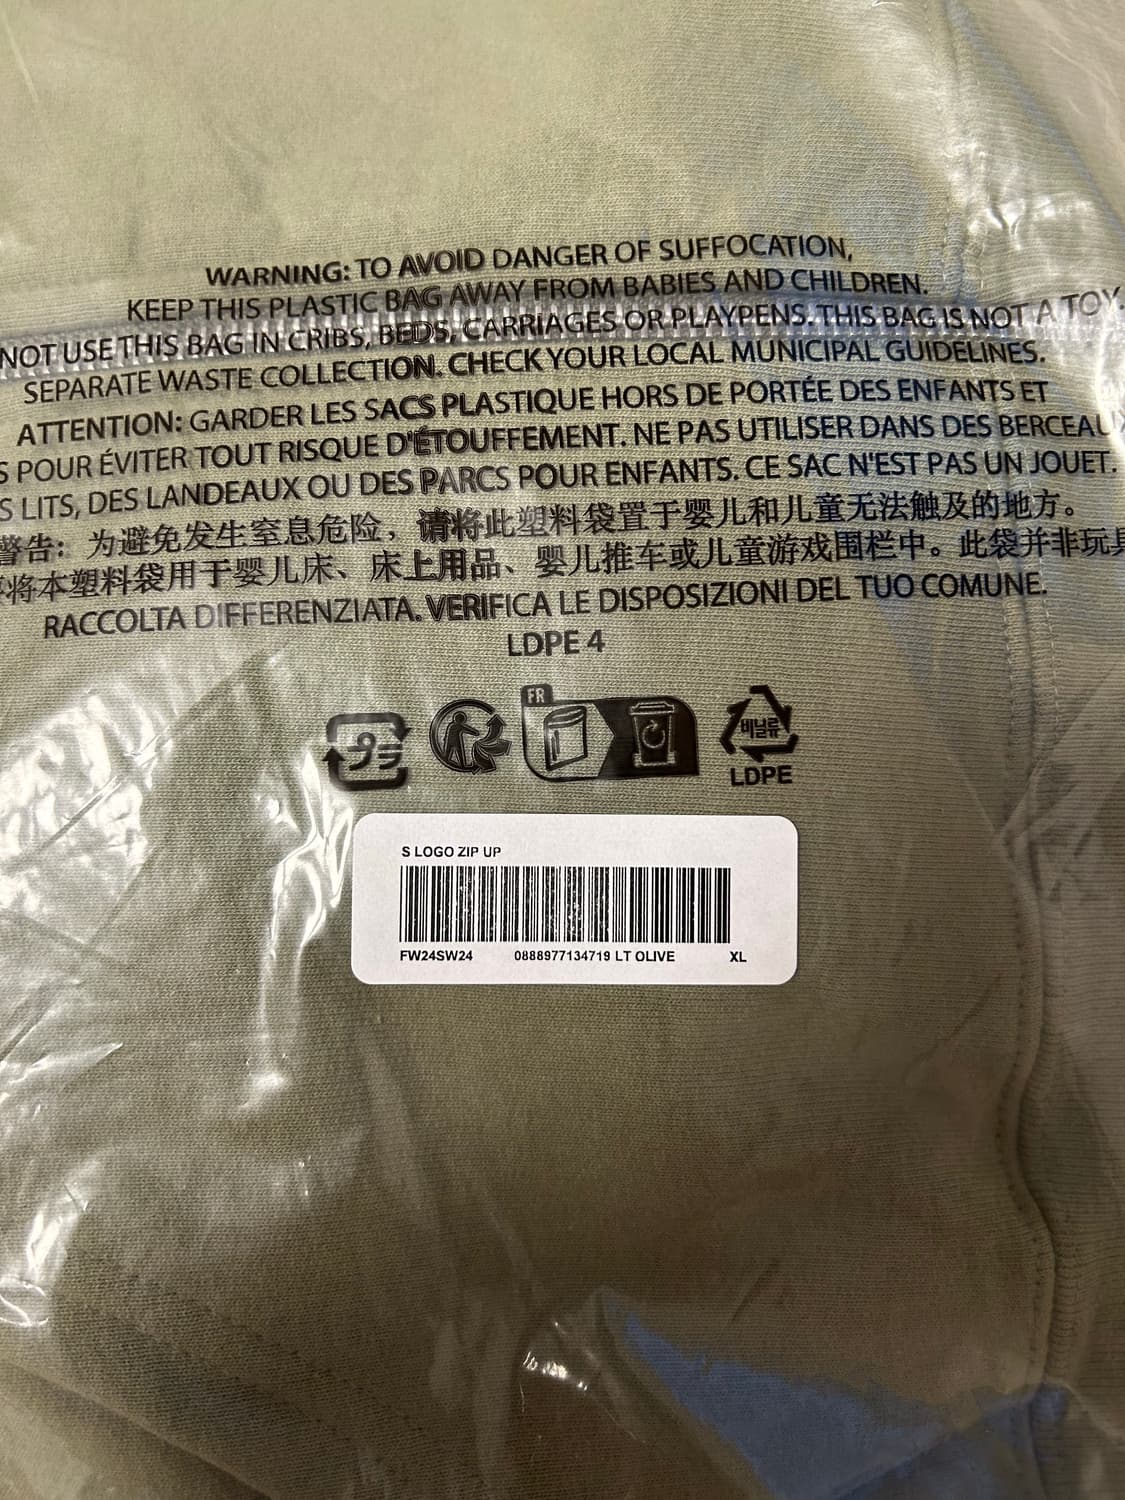 WARNING: TO AVOID DANGER OF SUFFOCATION,
KEEP THIS PLASTIC BAG AWAY FROM BABIES AND CHILDREN.
NOT USE THIS BAG IN CRIBS, BEDS, CARRIAGES OR PLAYPENS. THIS BAG IS NOT A TOY.
SEPARATE WASTE COLLECTION. CHECK YOUR LOCAL MUNICIPAL GUIDELINES.
ATTENTION: GARDER LES SACS PLASTIQUE HORS DE PORTÉE DES ENFANTS ET
S POUR ÉVITER TOUT RISQUE D'ÉTOUFFEMENT. NE PAS UTILISER DANS DES BERCEAUX
S LITS, DES LANDEAUX OU DES PARCS POUR ENFANTS. CE SAC N'EST PAS UN JOUET.
警告：为避免发生窒息危险，请将此塑料袋置于婴儿和儿童无法触及的地方。
将本塑料袋用于婴儿床、床上用品、婴儿推车或儿童游戏围栏中。此袋并非玩具
RACCOLTA DIFFERENZIATA. VERIFICA LE DISPOSIZIONI DEL TUO COMUNE.
LDPE 4
FR
プラ
비닐류
LDPE
S LOGO ZIP UP
FW24SW24 0888977134719 LT OLIVE XL